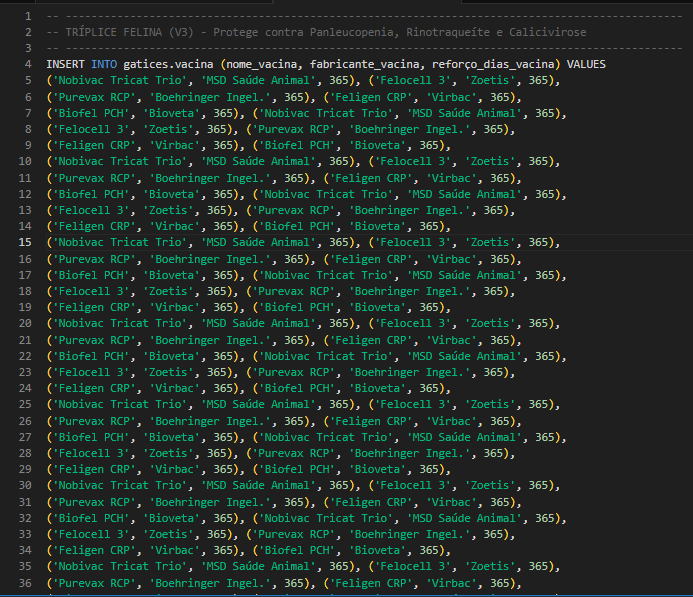 1 -- -----------------------------------------------------------------------------------
2 -- TRÍPLICE FELINA (V3) - Protege contra Panleucopenia, Rinotraqueíte e Calicivirose
3 -- -----------------------------------------------------------------------------------
4 INSERT INTO gatices.vacina (nome_vacina, fabricante_vacina, reforço_dias_vacina) VALUES
5 ('Nobivac Tricat Trio', 'MSD Saúde Animal', 365), ('Felocell 3', 'Zoetis', 365),
6 ('Purevax RCP', 'Boehringer Ingel.', 365), ('Feligen CRP', 'Virbac', 365),
7 ('Biofel PCH', 'Bioveta', 365), ('Nobivac Tricat Trio', 'MSD Saúde Animal', 365),
8 ('Felocell 3', 'Zoetis', 365), ('Purevax RCP', 'Boehringer Ingel.', 365),
9 ('Feligen CRP', 'Virbac', 365), ('Biofel PCH', 'Bioveta', 365),
10 ('Nobivac Tricat Trio', 'MSD Saúde Animal', 365), ('Felocell 3', 'Zoetis', 365),
11 ('Purevax RCP', 'Boehringer Ingel.', 365), ('Feligen CRP', 'Virbac', 365),
12 ('Biofel PCH', 'Bioveta', 365), ('Nobivac Tricat Trio', 'MSD Saúde Animal', 365),
13 ('Felocell 3', 'Zoetis', 365), ('Purevax RCP', 'Boehringer Ingel.', 365),
14 ('Feligen CRP', 'Virbac', 365), ('Biofel PCH', 'Bioveta', 365),
15 ('Nobivac Tricat Trio', 'MSD Saúde Animal', 365), ('Felocell 3', 'Zoetis', 365),
16 ('Purevax RCP', 'Boehringer Ingel.', 365), ('Feligen CRP', 'Virbac', 365),
17 ('Biofel PCH', 'Bioveta', 365), ('Nobivac Tricat Trio', 'MSD Saúde Animal', 365),
18 ('Felocell 3', 'Zoetis', 365), ('Purevax RCP', 'Boehringer Ingel.', 365),
19 ('Feligen CRP', 'Virbac', 365), ('Biofel PCH', 'Bioveta', 365),
20 ('Nobivac Tricat Trio', 'MSD Saúde Animal', 365), ('Felocell 3', 'Zoetis', 365),
21 ('Purevax RCP', 'Boehringer Ingel.', 365), ('Feligen CRP', 'Virbac', 365),
22 ('Biofel PCH', 'Bioveta', 365), ('Nobivac Tricat Trio', 'MSD Saúde Animal', 365),
23 ('Felocell 3', 'Zoetis', 365), ('Purevax RCP', 'Boehringer Ingel.', 365),
24 ('Feligen CRP', 'Virbac', 365), ('Biofel PCH', 'Bioveta', 365),
25 ('Nobivac Tricat Trio', 'MSD Saúde Animal', 365), ('Felocell 3', 'Zoetis', 365),
26 ('Purevax RCP', 'Boehringer Ingel.', 365), ('Feligen CRP', 'Virbac', 365),
27 ('Biofel PCH', 'Bioveta', 365), ('Nobivac Tricat Trio', 'MSD Saúde Animal', 365),
28 ('Felocell 3', 'Zoetis', 365), ('Purevax RCP', 'Boehringer Ingel.', 365),
29 ('Feligen CRP', 'Virbac', 365), ('Biofel PCH', 'Bioveta', 365),
30 ('Nobivac Tricat Trio', 'MSD Saúde Animal', 365), ('Felocell 3', 'Zoetis', 365),
31 ('Purevax RCP', 'Boehringer Ingel.', 365), ('Feligen CRP', 'Virbac', 365),
32 ('Biofel PCH', 'Bioveta', 365), ('Nobivac Tricat Trio', 'MSD Saúde Animal', 365),
33 ('Felocell 3', 'Zoetis', 365), ('Purevax RCP', 'Boehringer Ingel.', 365),
34 ('Feligen CRP', 'Virbac', 365), ('Biofel PCH', 'Bioveta', 365),
35 ('Nobivac Tricat Trio', 'MSD Saúde Animal', 365), ('Felocell 3', 'Zoetis', 365),
36 ('Purevax RCP', 'Boehringer Ingel.', 365), ('Feligen CRP', 'Virbac', 365),